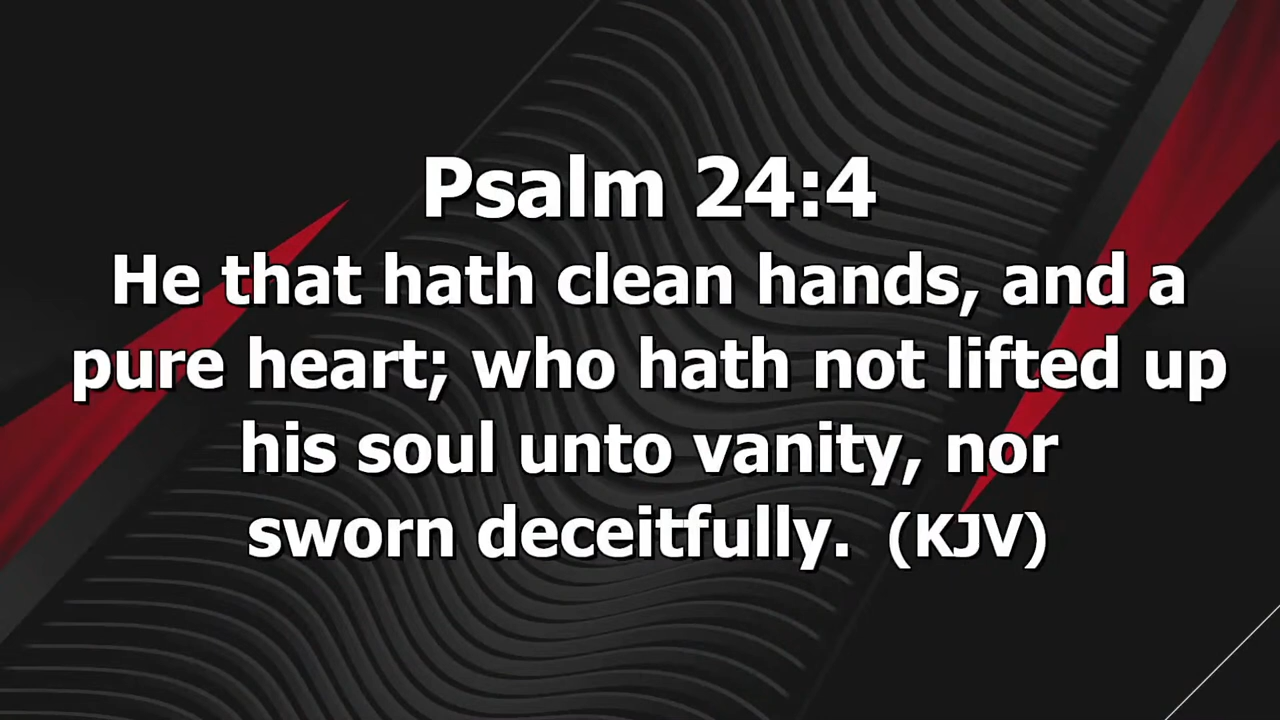 Psalm 24:4
He that hath clean hands, and a
pure heart; who hath not lifted up
his soul unto vanity, nor
sworn deceitfully. (KJV)